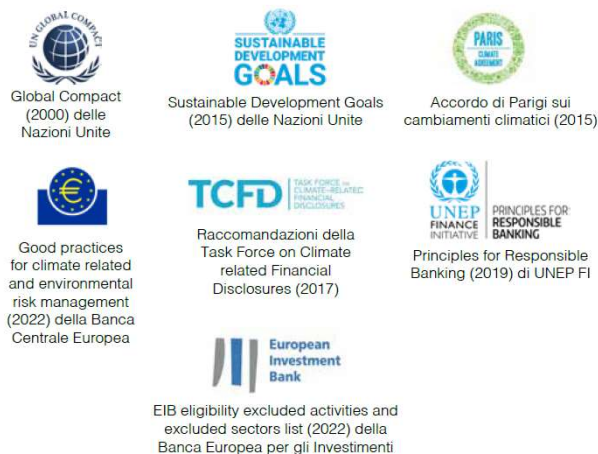 UN GLOBAL COMPACT
Global Compact
(2000) delle
Nazioni Unite
SUSTAINABLE
DEVELOPMENT
GOALS
Sustainable Development Goals
(2015) delle Nazioni Unite
PARIS
CLIMATE
AGREEMENT
Accordo di Parigi sui
cambiamenti climatici (2015)
€
Good practices
for climate related
and environmental
risk management
(2022) della Banca
Centrale Europea
TCFD
TASK FORCE ON
CLIMATE-RELATED
FINANCIAL
DISCLOSURES
Raccomandazioni della
Task Force on Climate
related Financial
Disclosures (2017)
UNEP
FINANCE
INITIATIVE
PRINCIPLES FOR
RESPONSIBLE
BANKING
Principles for Responsible
Banking (2019) di UNEP FI
European
Investment
Bank
EIB eligibility excluded activities and
excluded sectors list (2022) della
Banca Europea per gli Investimenti